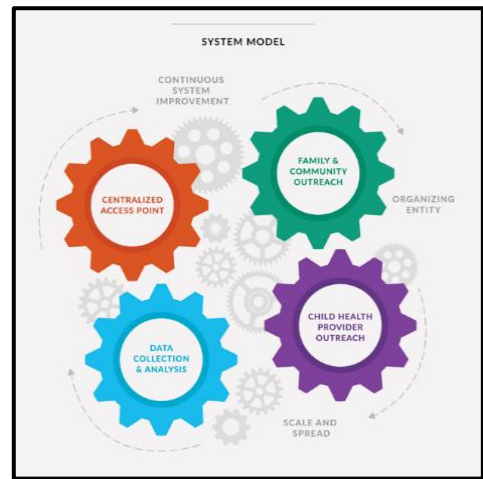 SYSTEM MODEL
CONTINUOUS
SYSTEM
IMPROVEMENT
FAMILY &
COMMUNITY
OUTREACH
CENTRALIZED
ACCESS POINT
ORGANIZING
ENTITY
CHILD HEALTH
PROVIDER
OUTREACH
DATA
COLLECTION
& ANALYSIS
SCALE AND
SPREAD